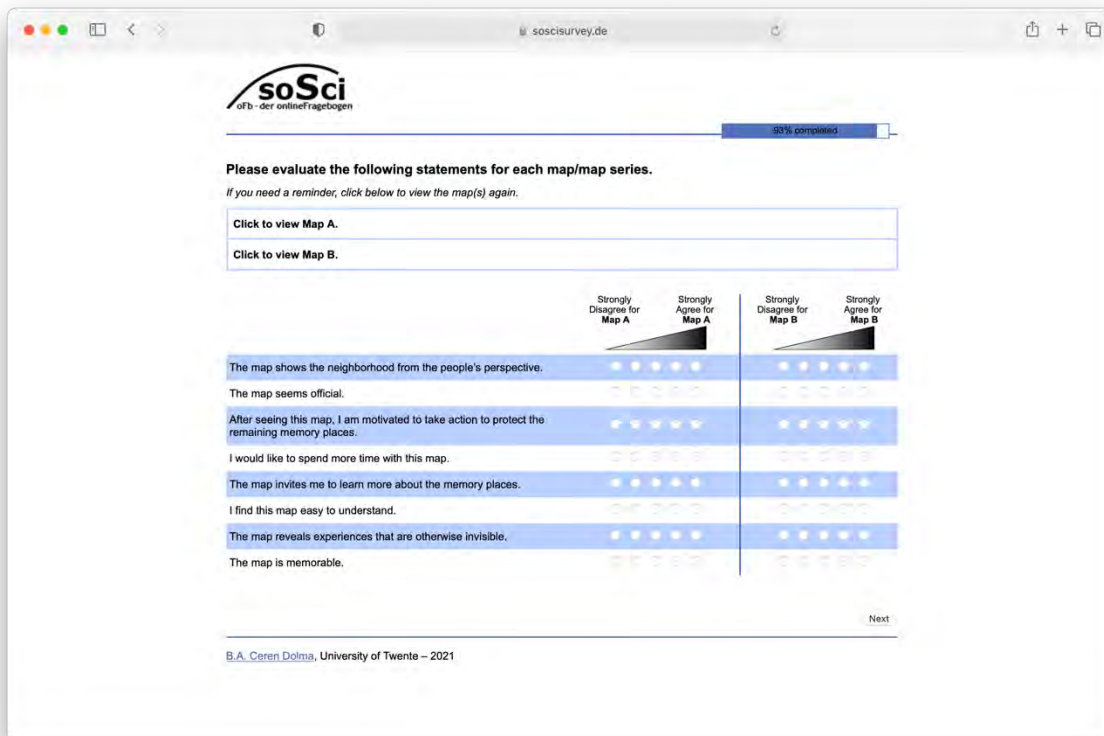 soscisurvey.de
soSci
oFb - der onlineFragebogen
93% completed
Please evaluate the following statements for each map/map series.
If you need a reminder, click below to view the map(s) again.
Click to view Map A.
Click to view Map B.
Strongly Disagree for Map A
Strongly Agree for Map A
Strongly Disagree for Map B
Strongly Agree for Map B
The map shows the neighborhood from the people's perspective.
The map seems official.
After seeing this map, I am motivated to take action to protect the
remaining memory places.
I would like to spend more time with this map.
The map invites me to learn more about the memory places.
I find this map easy to understand.
The map reveals experiences that are otherwise invisible.
The map is memorable.
Next
B.A. Ceren Dolma, University of Twente – 2021